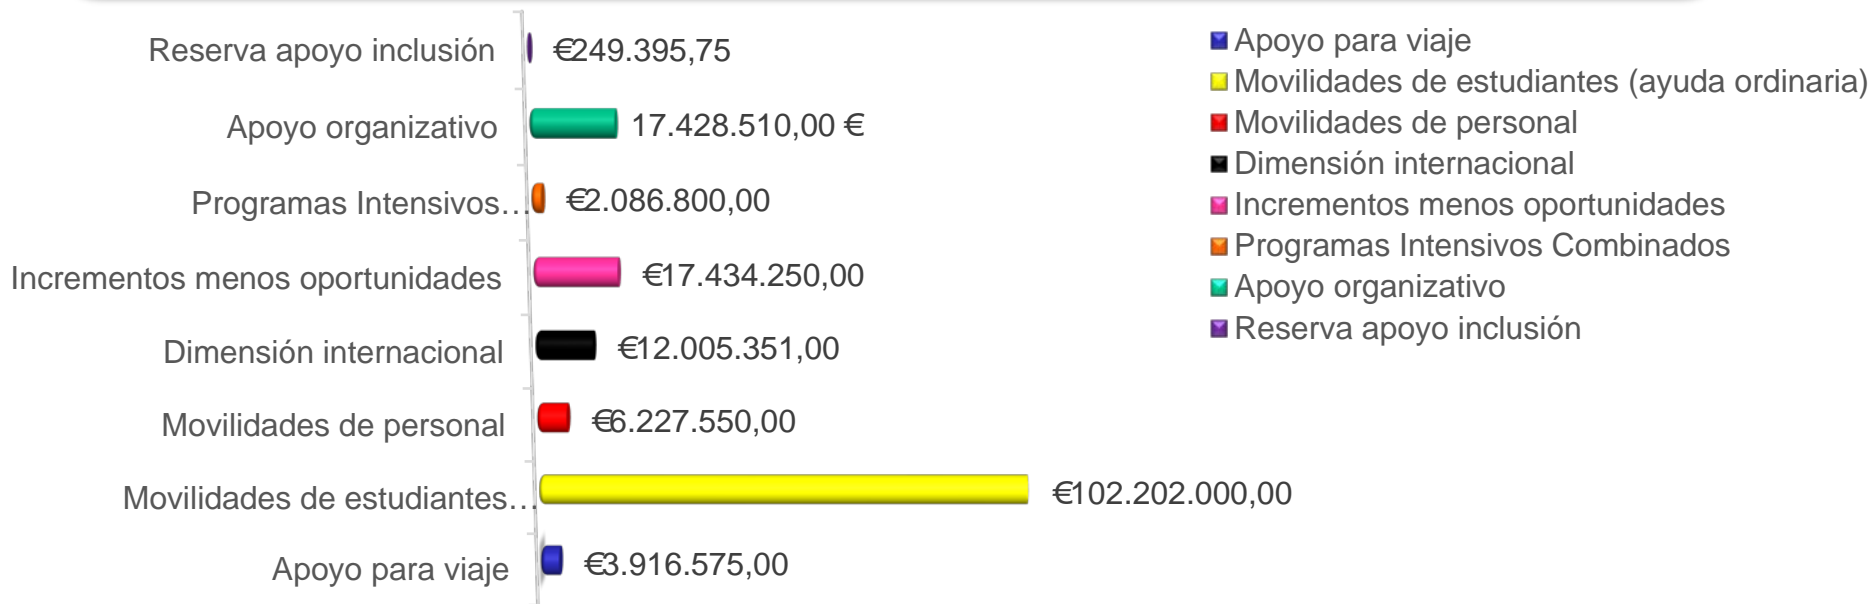 Reserva apoyo inclusión €249.395,75
Apoyo organizativo 17.428.510,00 €
Programas Intensivos… €2.086.800,00
Incrementos menos oportunidades €17.434.250,00
Dimensión internacional €12.005.351,00
Movilidades de personal €6.227.550,00
Movilidades de estudiantes… €102.202.000,00
Apoyo para viaje €3.916.575,00
Apoyo para viaje
Movilidades de estudiantes (ayuda ordinaria)
Movilidades de personal
Dimensión internacional
Incrementos menos oportunidades
Programas Intensivos Combinados
Apoyo organizativo
Reserva apoyo inclusión